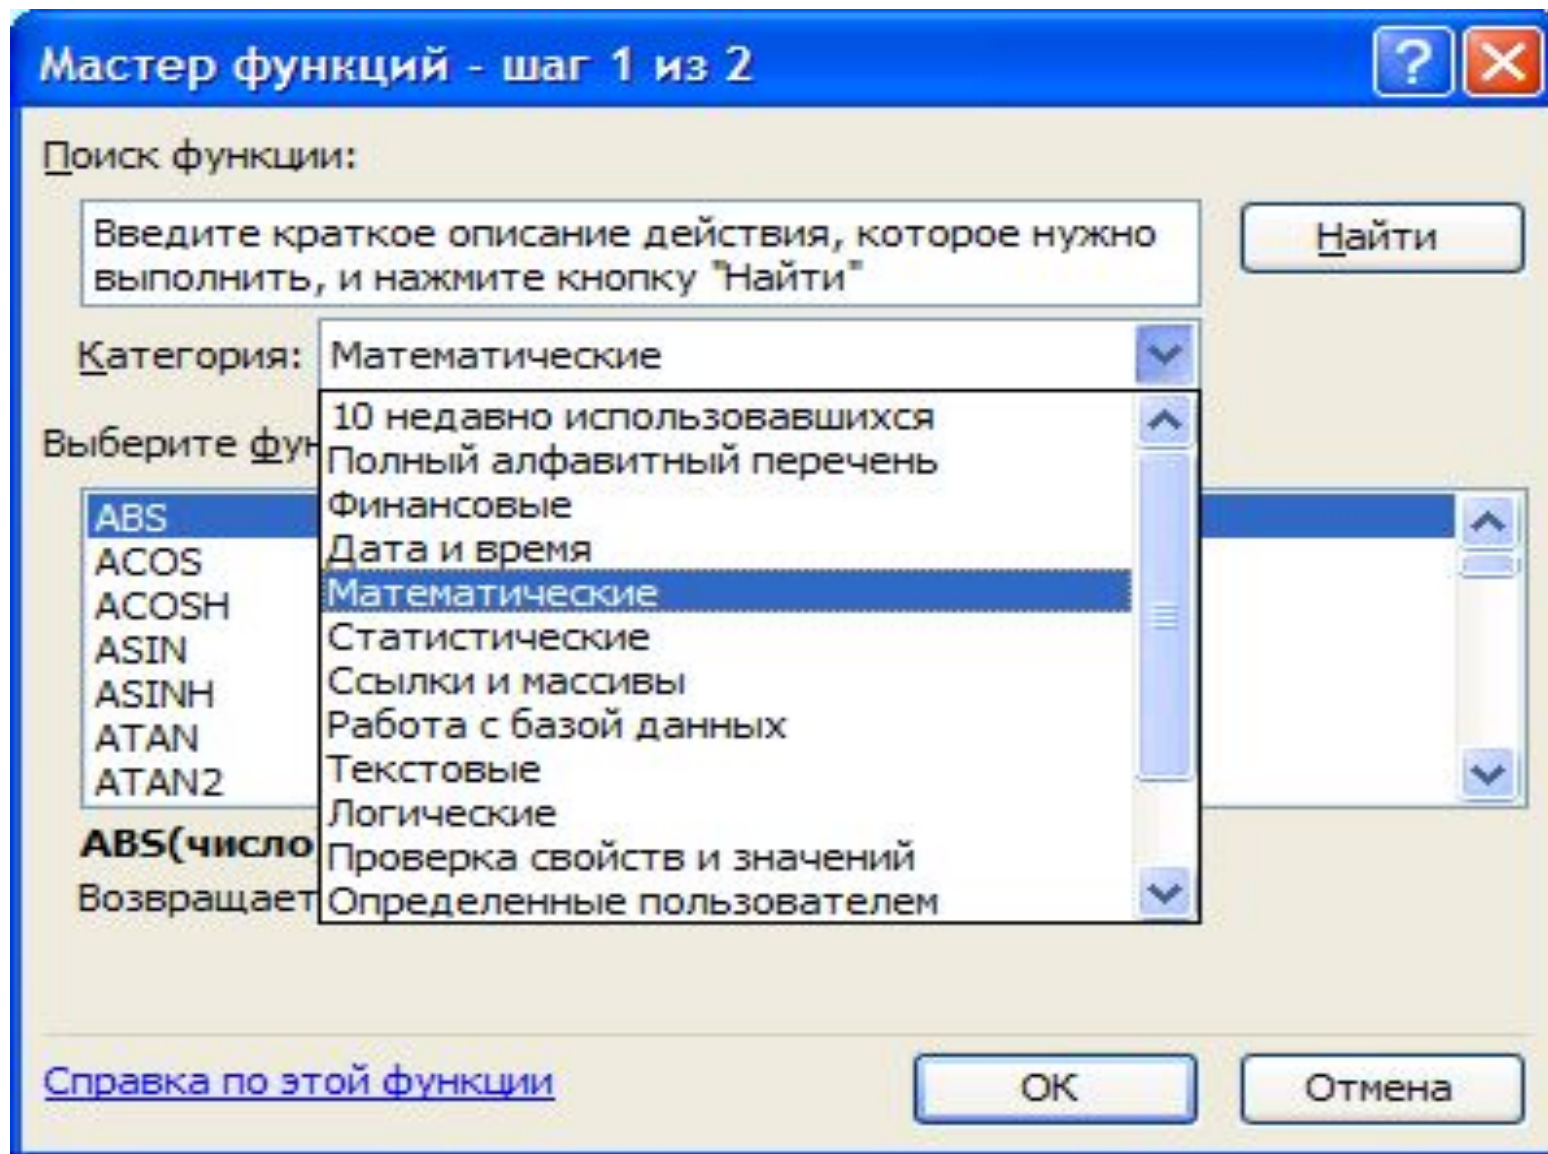 Мастер функций - шаг 1 из 2
Поиск функции:
Введите краткое описание действия, которое нужно
выполнить, и нажмите кнопку "Найти"
Найти
Категория:
Математические
10 недавно использовавшихся
Полный алфавитный перечень
Финансовые
Дата и время
Математические
Статистические
Ссылки и массивы
Работа с базой данных
Текстовые
Логические
Проверка свойств и значений
Определенные пользователем
Выберите фун
ABS
ACOS
ACOSH
ASIN
ASINH
ATAN
ATAN2
ABS(число
Возвращает
Справка по этой функции
ОК
Отмена